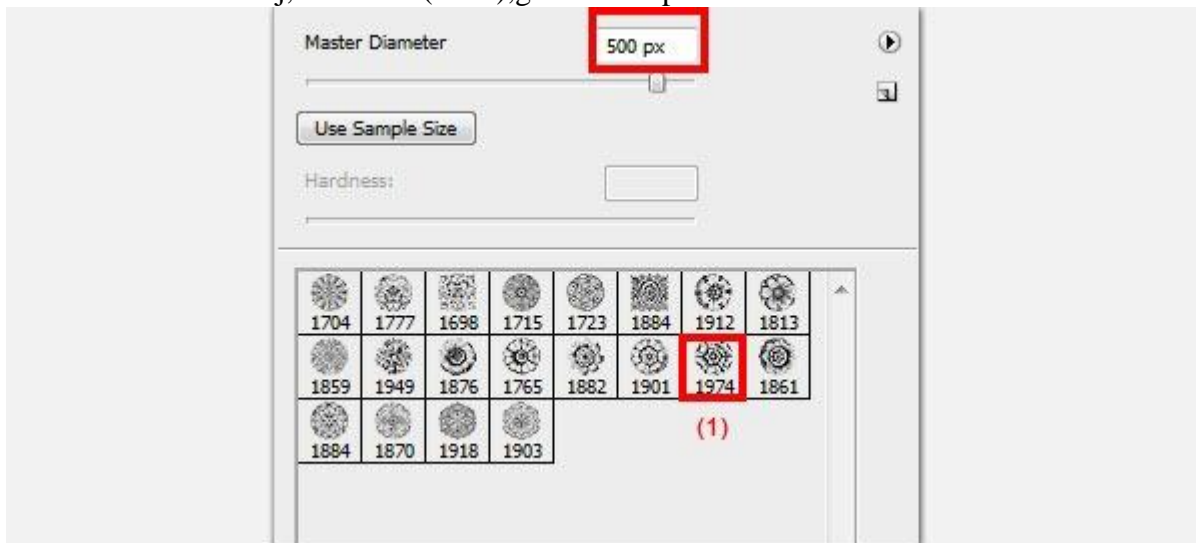 Master Diameter 500 px
Use Sample Size
Hardness:
1704 1777 1698 1715 1723 1884 1912 1813
1859 1949 1876 1765 1882 1901 1974 1861
(1)
1884 1870 1918 1903